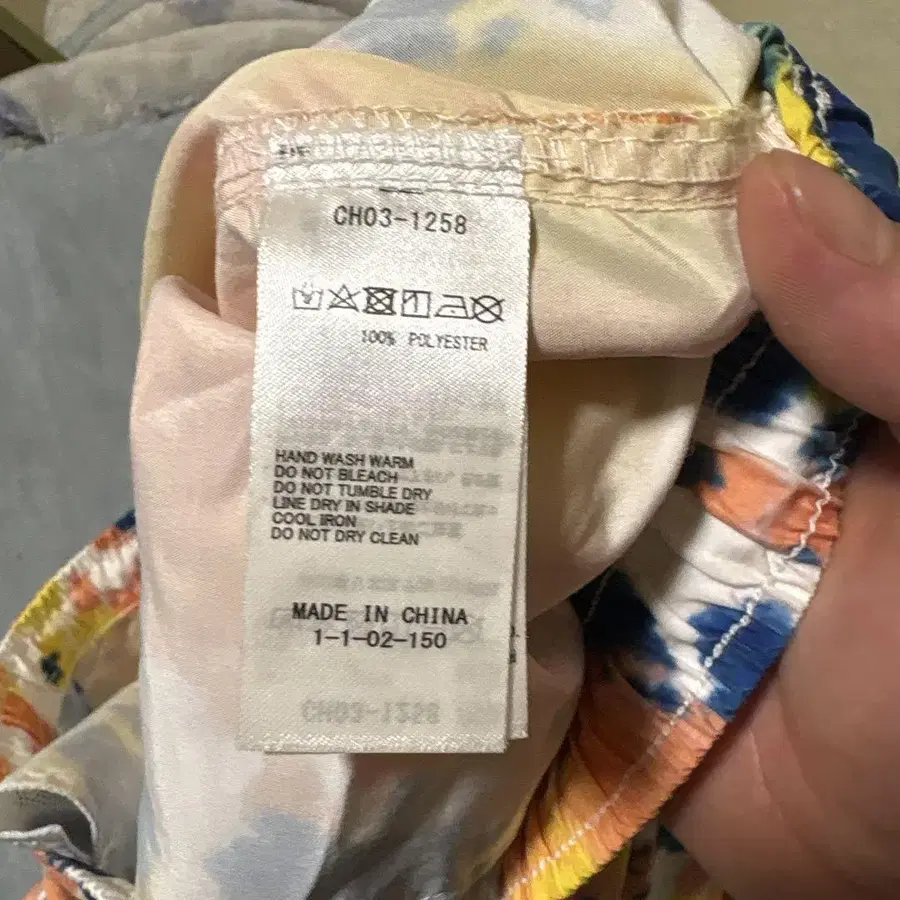 CH03-1258
100% POLYESTER
HAND WASH WARM
DO NOT BLEACH
DO NOT TUMBLE DRY
LINE DRY IN SHADE
COOL IRON
DO NOT DRY CLEAN
MADE IN CHINA
1-1-02-150